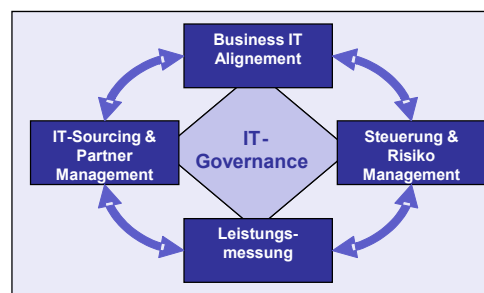 Business IT
Alignement
IT-Sourcing &
Partner
Management
IT-
Governance
Steuerung &
Risiko
Management
Leistungs-
messung